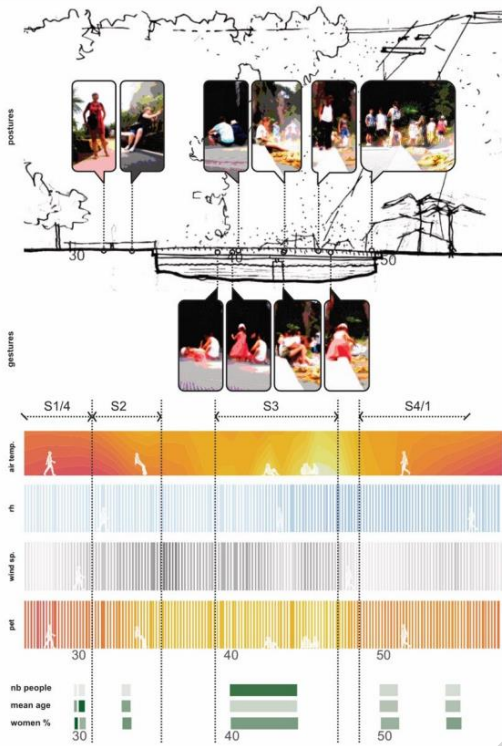 postures
30
40
50
gestures
S1/4
S2
S3
S4/1
air temp.
rh
wind sp.
pet
30
40
50
nb people
mean age
women %
30
40
50